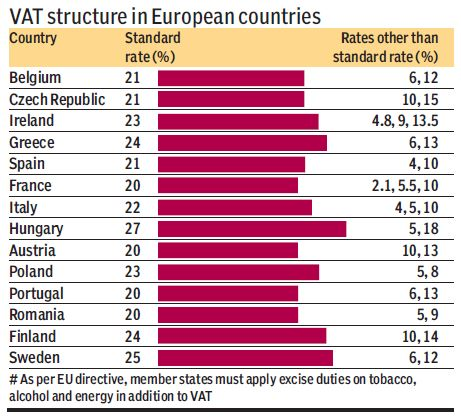 VAT structure in European countries
Country Standard Rates other than
rate (%) standard rate (%)
Belgium 21 6, 12
Czech Republic 21 10, 15
Ireland 23 4.8, 9, 13.5
Greece 24 6, 13
Spain 21 4, 10
France 20 2.1, 5.5, 10
Italy 22 4, 5, 10
Hungary 27 5, 18
Austria 20 10, 13
Poland 23 5, 8
Portugal 20 6, 13
Romania 20 5, 9
Finland 24 10, 14
Sweden 25 6, 12
# As per EU directive, member states must apply excise duties on tobacco,
alcohol and energy in addition to VAT